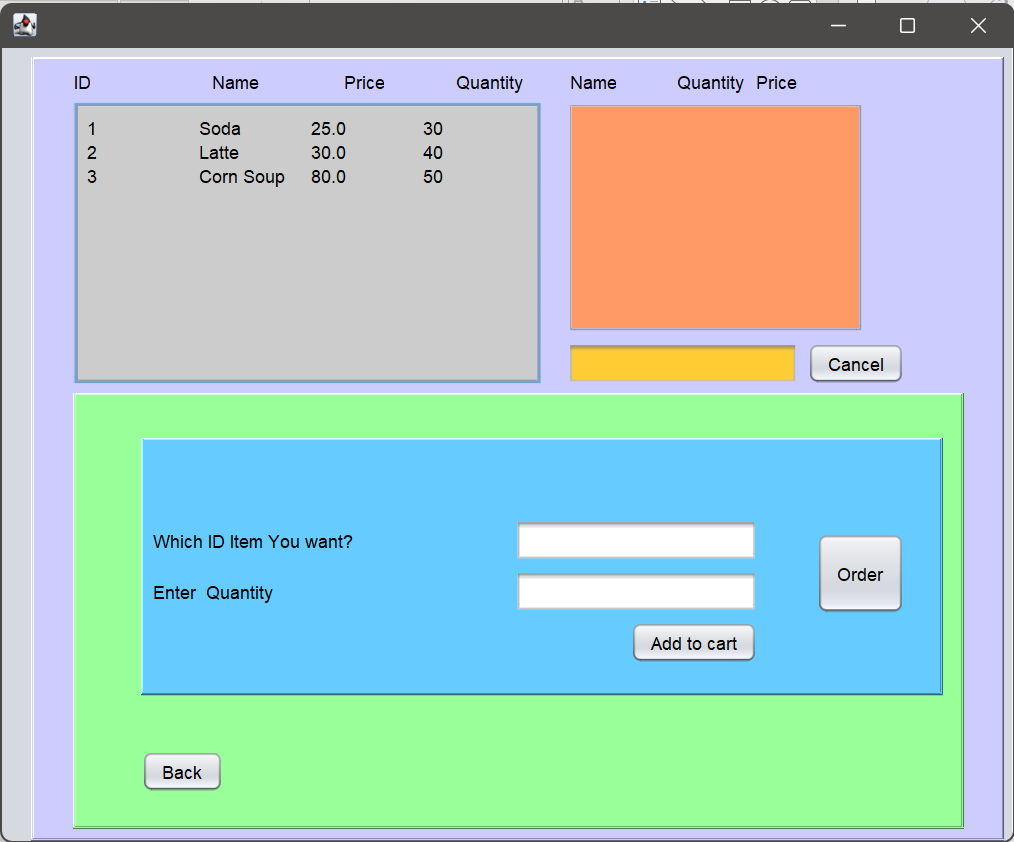 ID Name Price Quantity Name Quantity Price
1 Soda 25.0 30
2 Latte 30.0 40
3 Corn Soup 80.0 50
Cancel
Which ID Item You want?
Order
Enter Quantity
Add to cart
Back